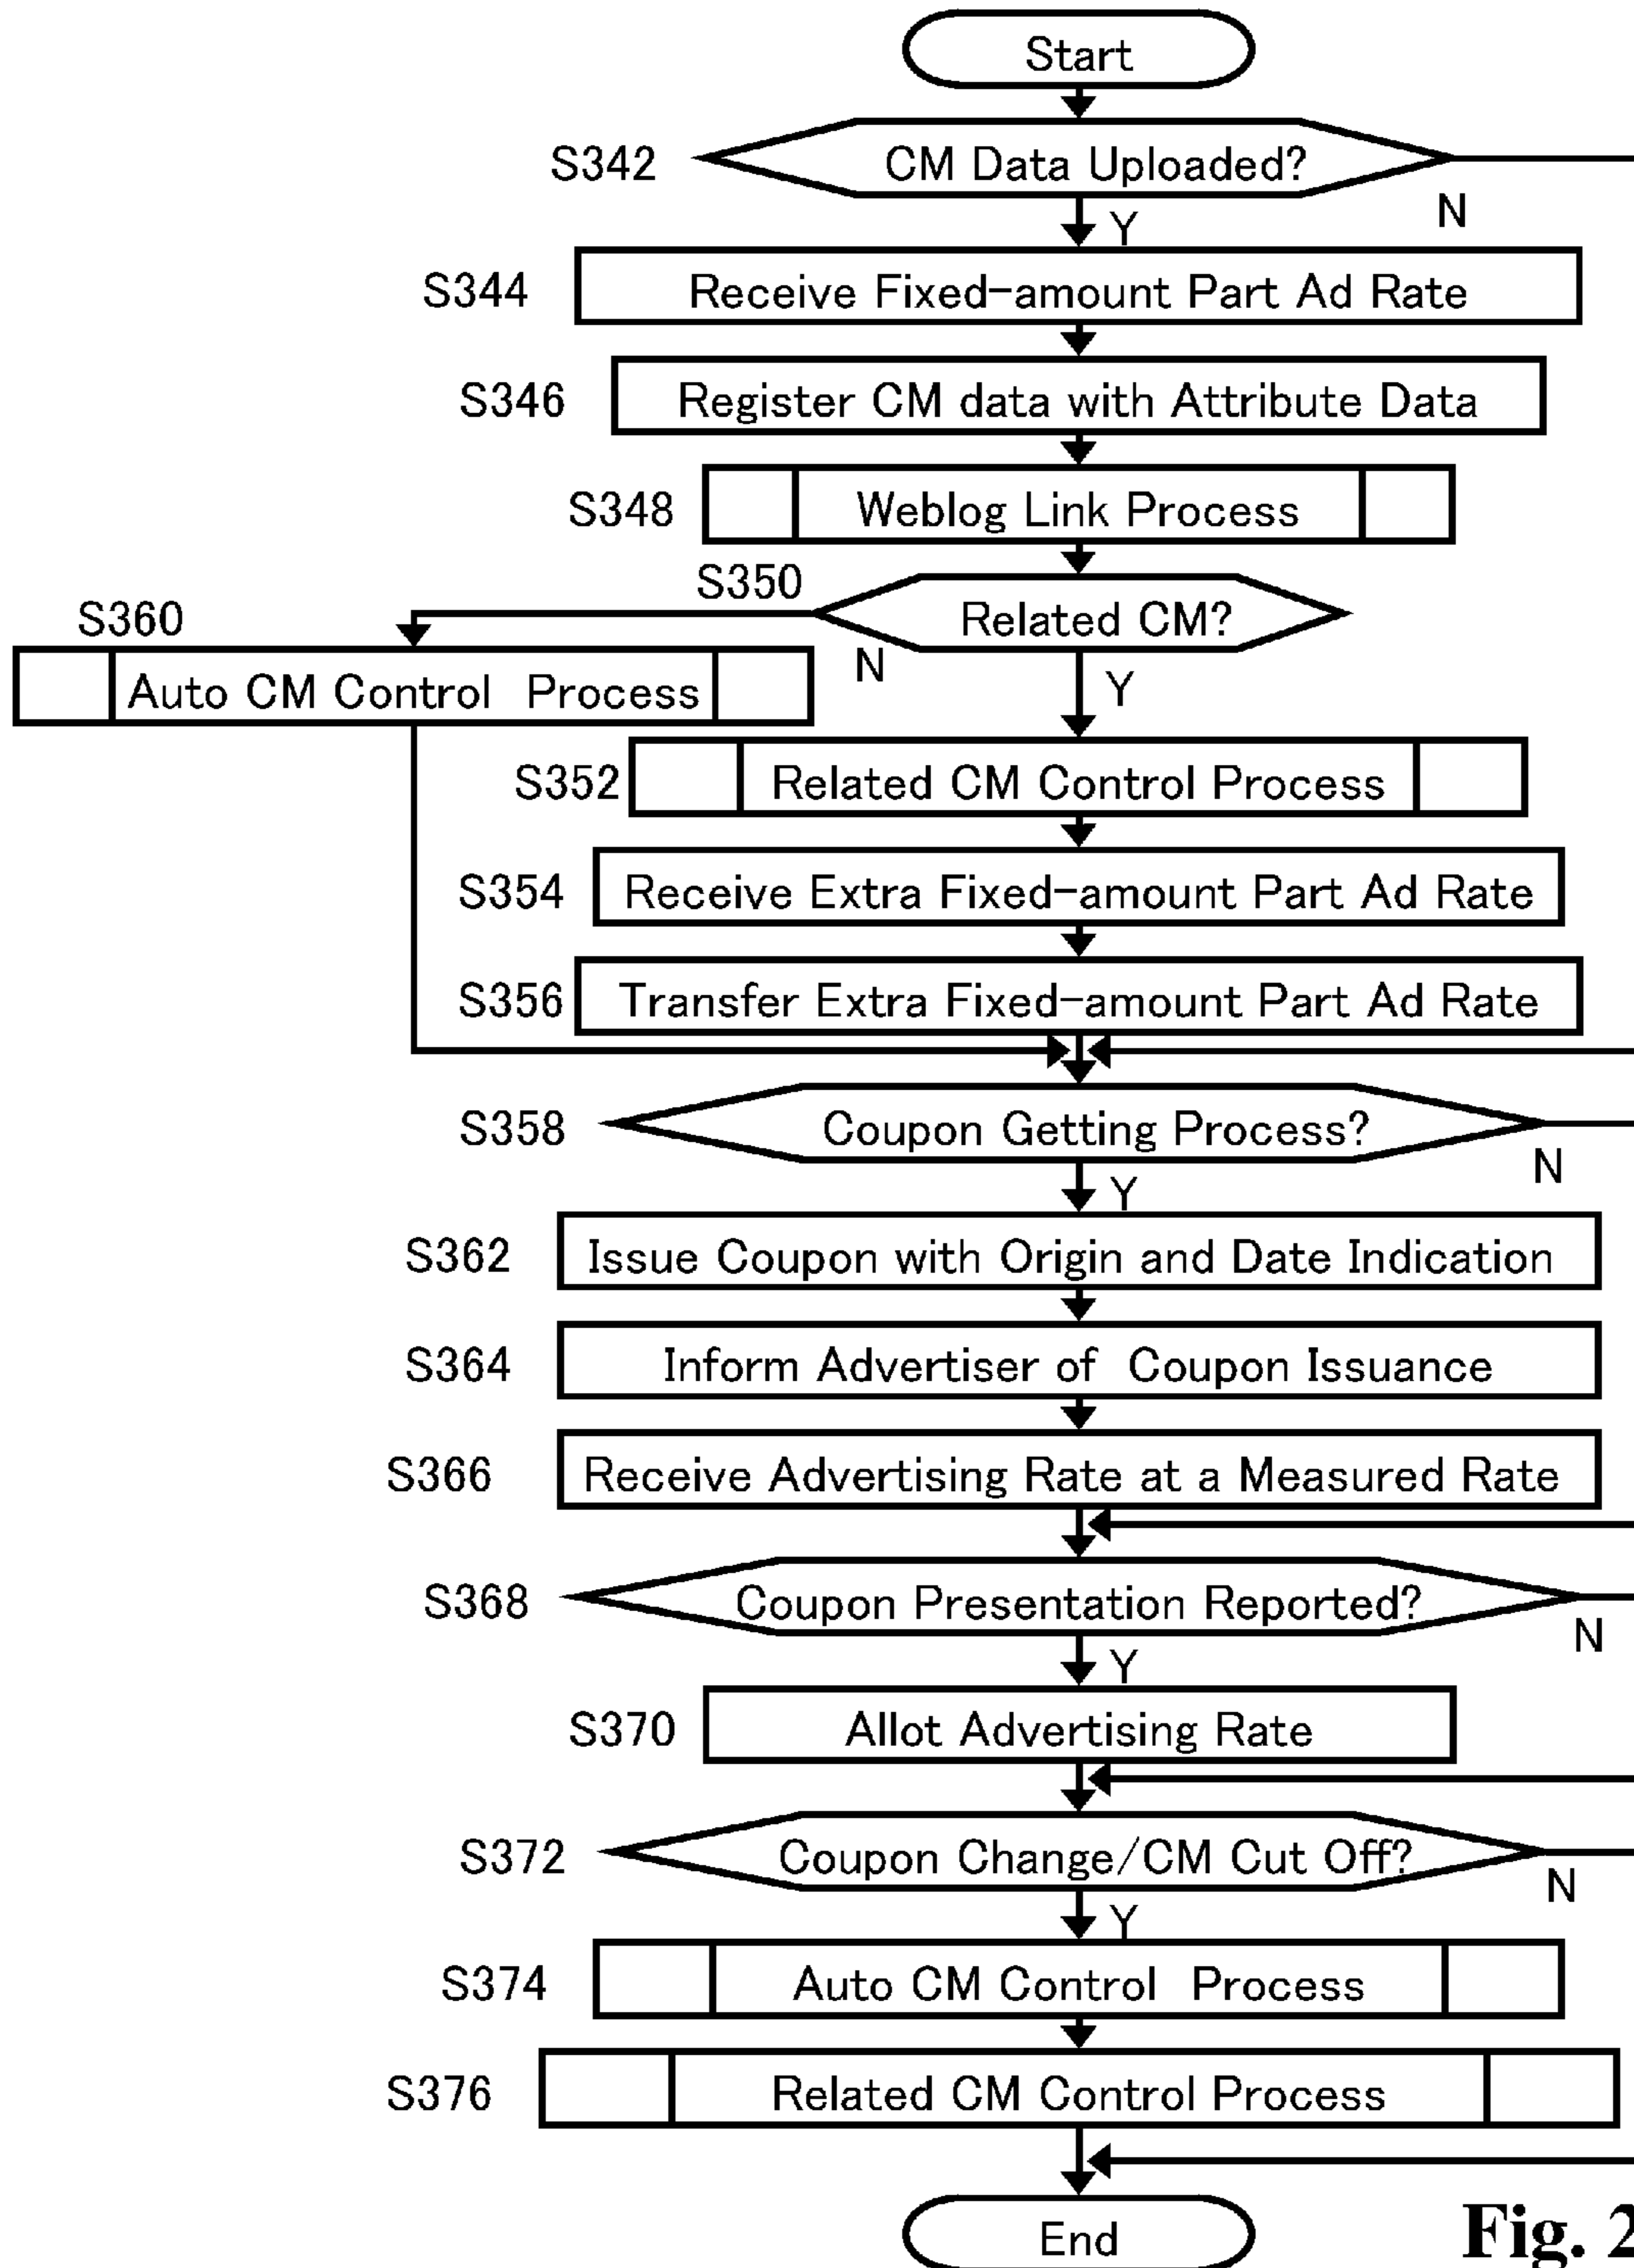 Start
S342
CM Data Uploaded?
N
Y
S344
Receive Fixed-amount Part Ad Rate
S346
Register CM data with Attribute Data
S348
Weblog Link Process
S350
Related CM?
S360
N
Y
Auto CM Control Process
S352
Related CM Control Process
S354
Receive Extra Fixed-amount Part Ad Rate
S356
Transfer Extra Fixed-amount Part Ad Rate
S358
Coupon Getting Process?
N
Y
S362
Issue Coupon with Origin and Date Indication
S364
Inform Advertiser of Coupon Issuance
S366
Receive Advertising Rate at a Measured Rate
S368
Coupon Presentation Reported?
N
Y
S370
Allot Advertising Rate
S372
Coupon Change/CM Cut Off?
N
Y
S374
Auto CM Control Process
S376
Related CM Control Process
End
Fig. 2